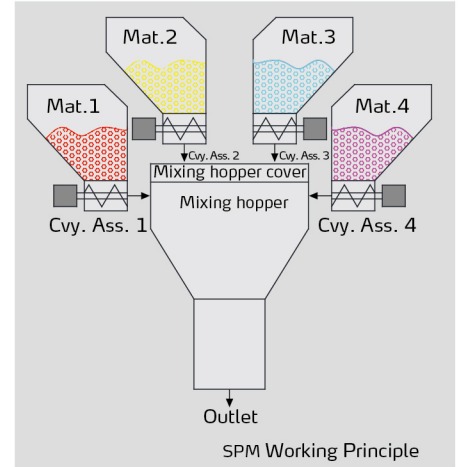 Mat.2
Mat.3
Mat.1
Mat.4
Cvy. Ass. 2
Cvy. Ass. 3
Mixing hopper cover
Mixing hopper
Cvy. Ass. 1
Cvy. Ass. 4
Outlet
SPM Working Principle